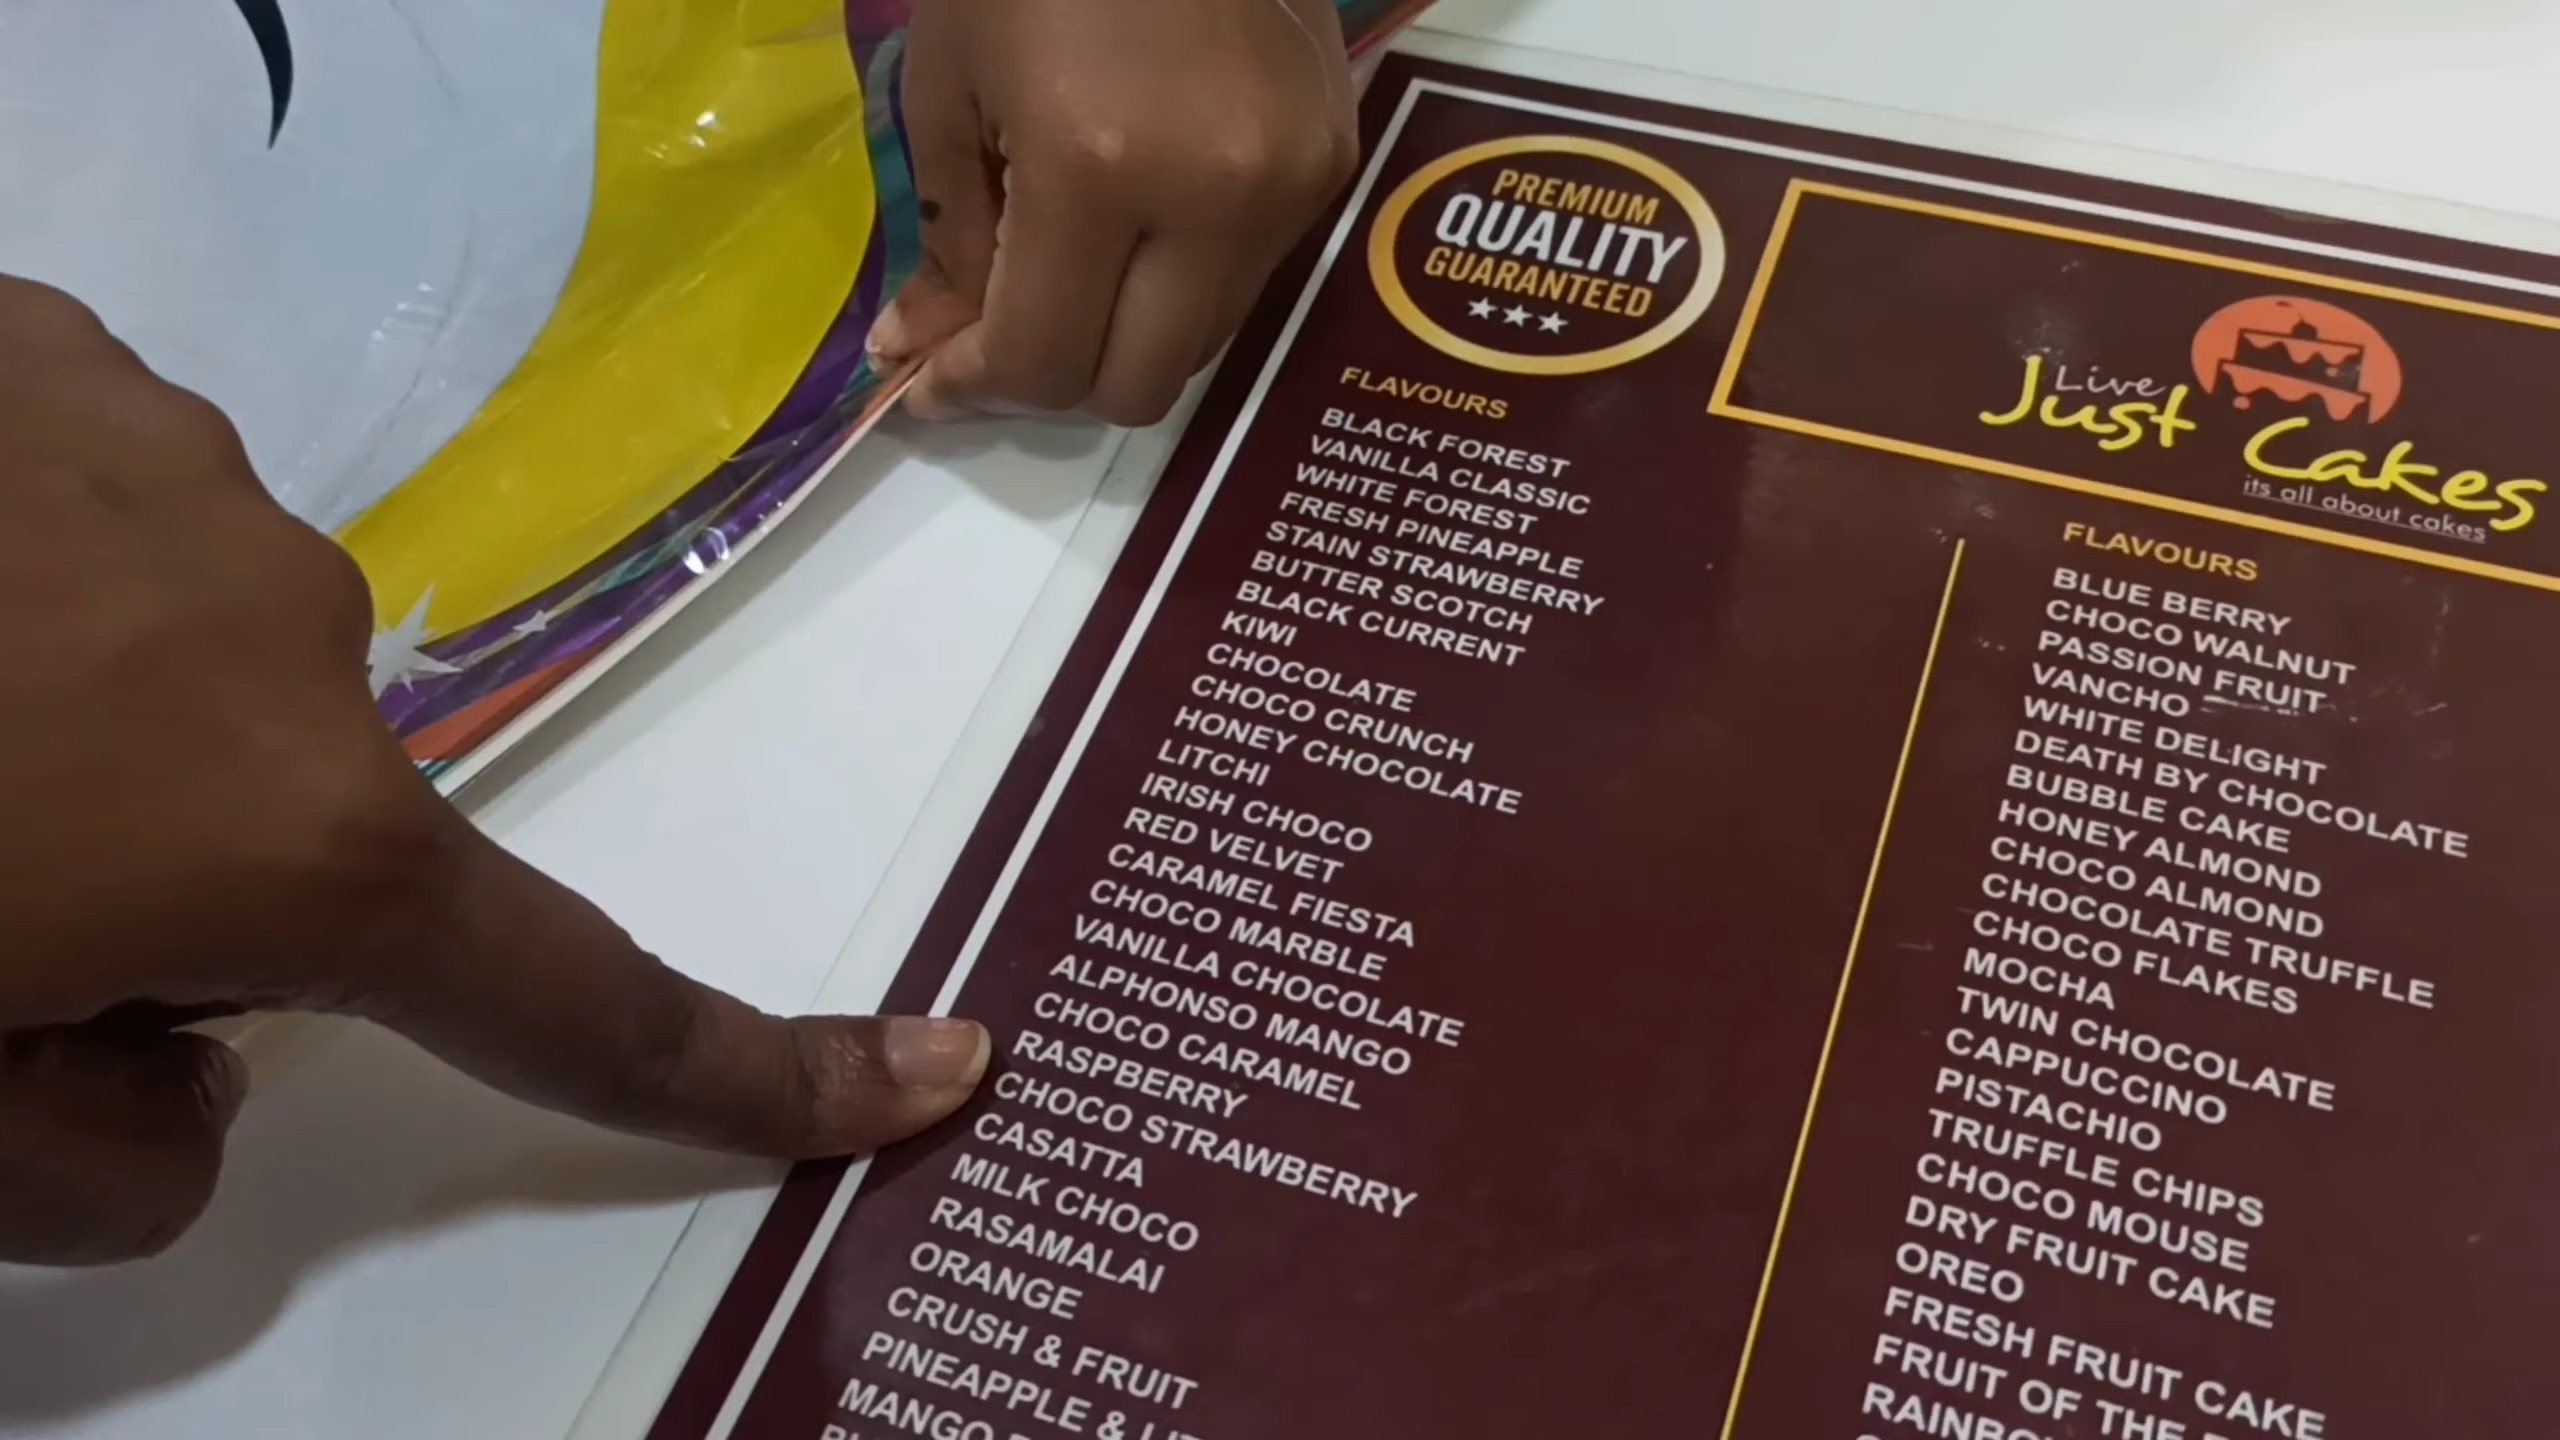 PREMIUM
QUALITY
GUARANTEED
Live
Just Cakes
its all about cakes
FLAVOURS
BLACK FOREST
VANILLA CLASSIC
WHITE FOREST
FRESH PINEAPPLE
STAIN STRAWBERRY
BUTTER SCOTCH
BLACK CURRENT
KIWI
CHOCOLATE
CHOCO CRUNCH
HONEY CHOCOLATE
LITCHI
IRISH CHOCO
RED VELVET
CARAMEL FIESTA
CHOCO MARBLE
VANILLA CHOCOLATE
ALPHONSO MANGO
CHOCO CARAMEL
RASPBERRY
CHOCO STRAWBERRY
CASATTA
MILK CHOCO
RASAMALAI
ORANGE
CRUSH & FRUIT
PINEAPPLE &
MANGO
FLAVOURS
BLUE BERRY
CHOCO WALNUT
PASSION FRUIT
VANCHO
WHITE DELIGHT
DEATH BY CHOCOLATE
BUBBLE CAKE
HONEY ALMOND
CHOCO ALMOND
CHOCOLATE TRUFFLE
CHOCO FLAKES
MOCHA
TWIN CHOCOLATE
CAPPUCCINO
PISTACHIO
TRUFFLE CHIPS
CHOCO MOUSE
DRY FRUIT CAKE
OREO
FRESH FRUIT CAKE
FRUIT OF THE